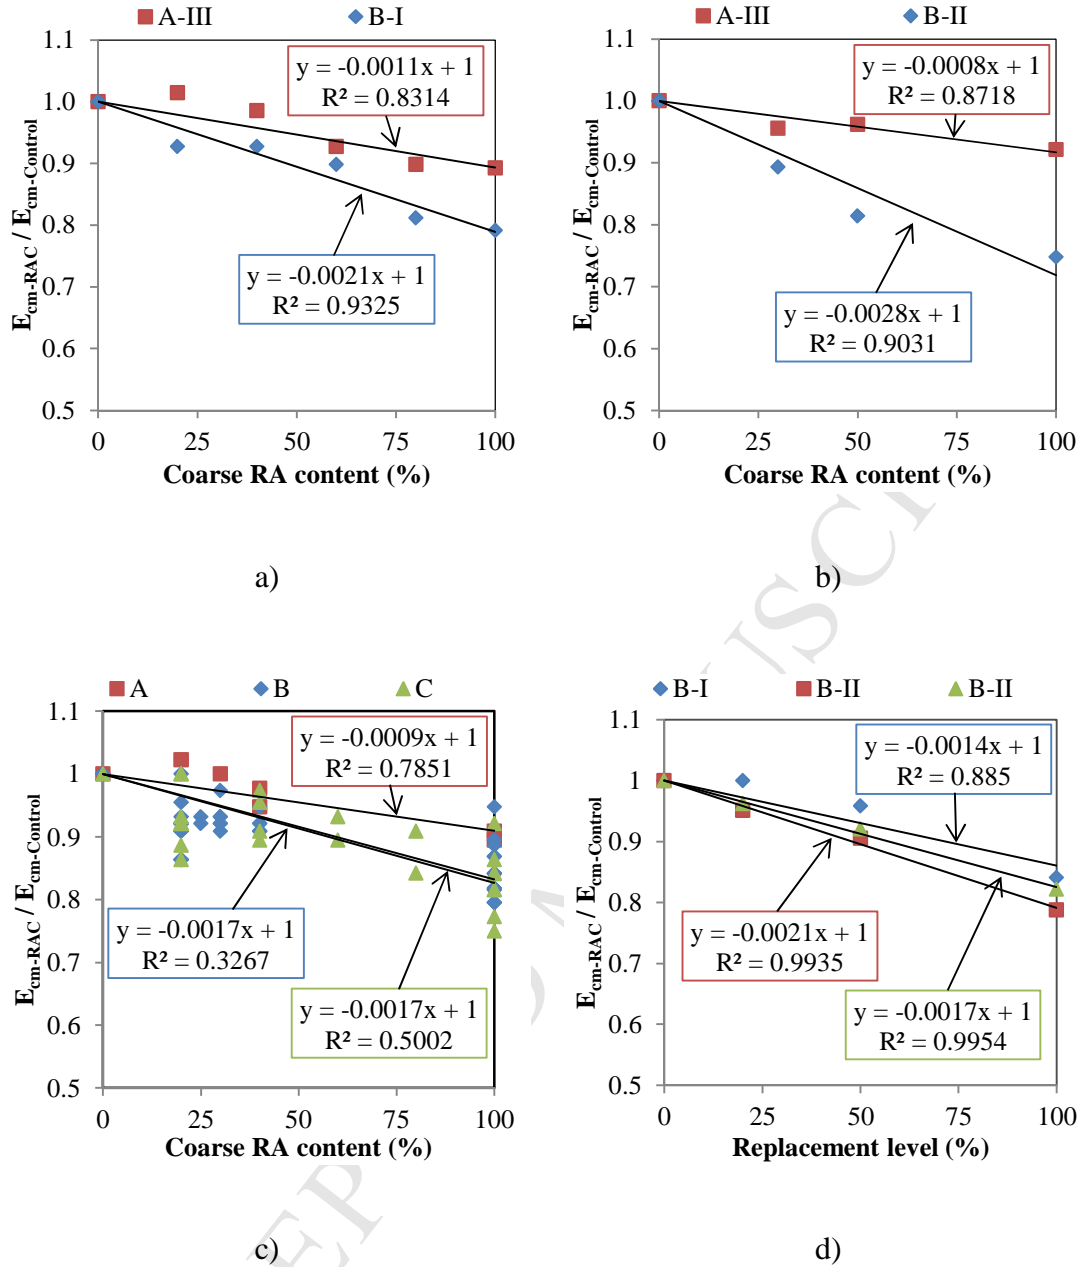 A-III B-I
1.1
1.0
0.9
0.8
0.7
0.6
0.5
E cm-RAC / E cm-Control
y = -0.0011x + 1
R² = 0.8314
y = -0.0021x + 1
R² = 0.9325
0 25 50 75 100
Coarse RA content (%)
a)
A-III B-II
1.1
1.0
0.9
0.8
0.7
0.6
0.5
E cm-RAC / E cm-Control
y = -0.0008x + 1
R² = 0.8718
y = -0.0028x + 1
R² = 0.9031
0 25 50 75 100
Coarse RA content (%)
b)
A B C
1.1
1
0.9
0.8
0.7
0.6
0.5
E cm-RAC / E cm-Control
y = -0.0009x + 1
R² = 0.7851
y = -0.0017x + 1
R² = 0.3267
y = -0.0017x + 1
R² = 0.5002
0 25 50 75 100
Coarse RA content (%)
c)
B-I B-II B-II
1.1
1
0.9
0.8
0.7
0.6
0.5
E cm-RAC / E cm-Control
y = -0.0014x + 1
R² = 0.885
y = -0.0021x + 1
R² = 0.9935
y = -0.0017x + 1
R² = 0.9954
0 25 50 75 100
Replacement level (%)
d)